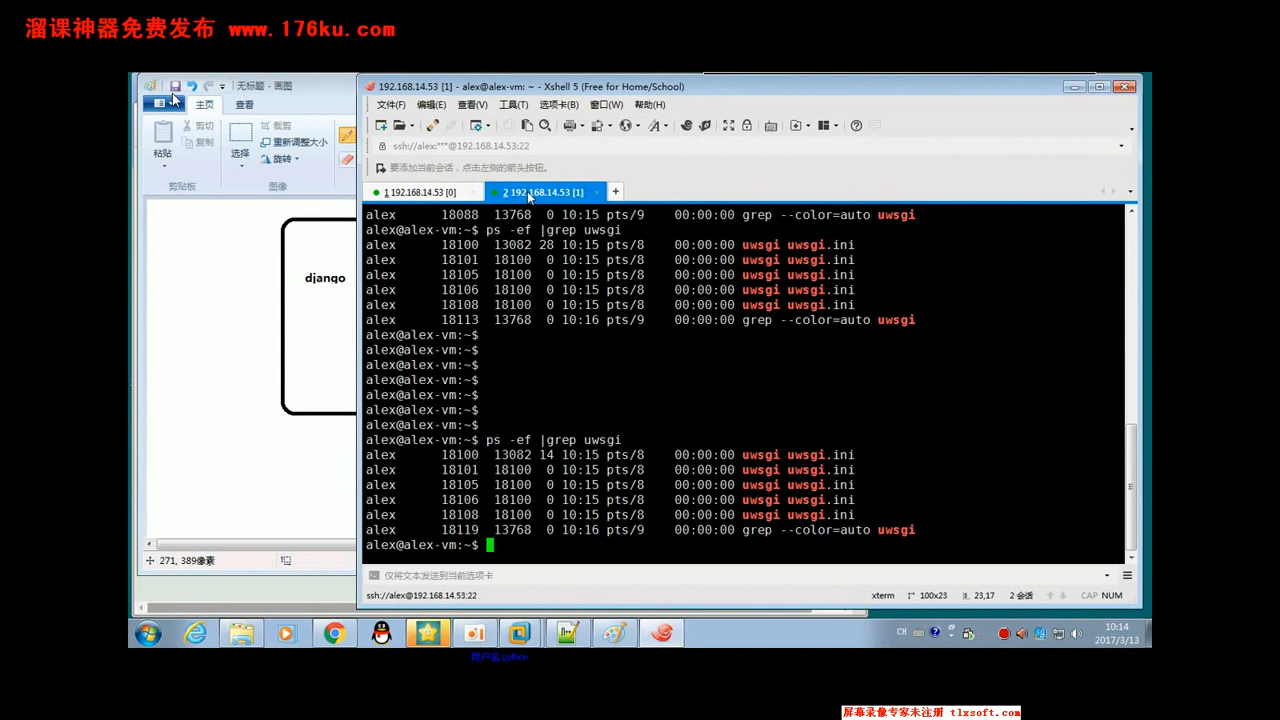 溜课神器免费发布 www.176ku.com
无标题 - 画图
主页
查看
粘贴
剪切
复制
剪贴板
选择
裁剪
重新调整大小
旋转
图像
django
271, 389像素
192.168.14.53 [1] - alex@alex-vm: ~ - Xshell 5 (Free for Home/School)
文件(F) 编辑(E) 查看(V) 工具(T) 选项卡(B) 窗口(W) 帮助(H)
ssh://alex:***@192.168.14.53:22
要添加当前会话，点击左侧的箭头按钮。
1 192.168.14.53 [0]
2 192.168.14.53 [1]
alex 18088 13768 0 10:15 pts/9 00:00:00 grep --color=auto uwsgi
alex@alex-vm:~$ ps -ef |grep uwsgi
alex 18100 13082 28 10:15 pts/8 00:00:00 uwsgi uwsgi.ini
alex 18101 18100 0 10:15 pts/8 00:00:00 uwsgi uwsgi.ini
alex 18105 18100 0 10:15 pts/8 00:00:00 uwsgi uwsgi.ini
alex 18106 18100 0 10:15 pts/8 00:00:00 uwsgi uwsgi.ini
alex 18108 18100 0 10:15 pts/8 00:00:00 uwsgi uwsgi.ini
alex 18113 13768 0 10:16 pts/9 00:00:00 grep --color=auto uwsgi
alex@alex-vm:~$
alex@alex-vm:~$
alex@alex-vm:~$
alex@alex-vm:~$
alex@alex-vm:~$
alex@alex-vm:~$
alex@alex-vm:~$
alex@alex-vm:~$ ps -ef |grep uwsgi
alex 18100 13082 14 10:15 pts/8 00:00:00 uwsgi uwsgi.ini
alex 18101 18100 0 10:15 pts/8 00:00:00 uwsgi uwsgi.ini
alex 18105 18100 0 10:15 pts/8 00:00:00 uwsgi uwsgi.ini
alex 18106 18100 0 10:15 pts/8 00:00:00 uwsgi uwsgi.ini
alex 18108 18100 0 10:15 pts/8 00:00:00 uwsgi uwsgi.ini
alex 18119 13768 0 10:16 pts/9 00:00:00 grep --color=auto uwsgi
alex@alex-vm:~$
仅将文本发送到当前选项卡
ssh://alex@192.168.14.53:22 xterm 100x23 23,17 2 会话 CAP NUM
CH
10:14
2017/3/13
用户名:python
屏幕录像专家未注册 tlxsoft.com